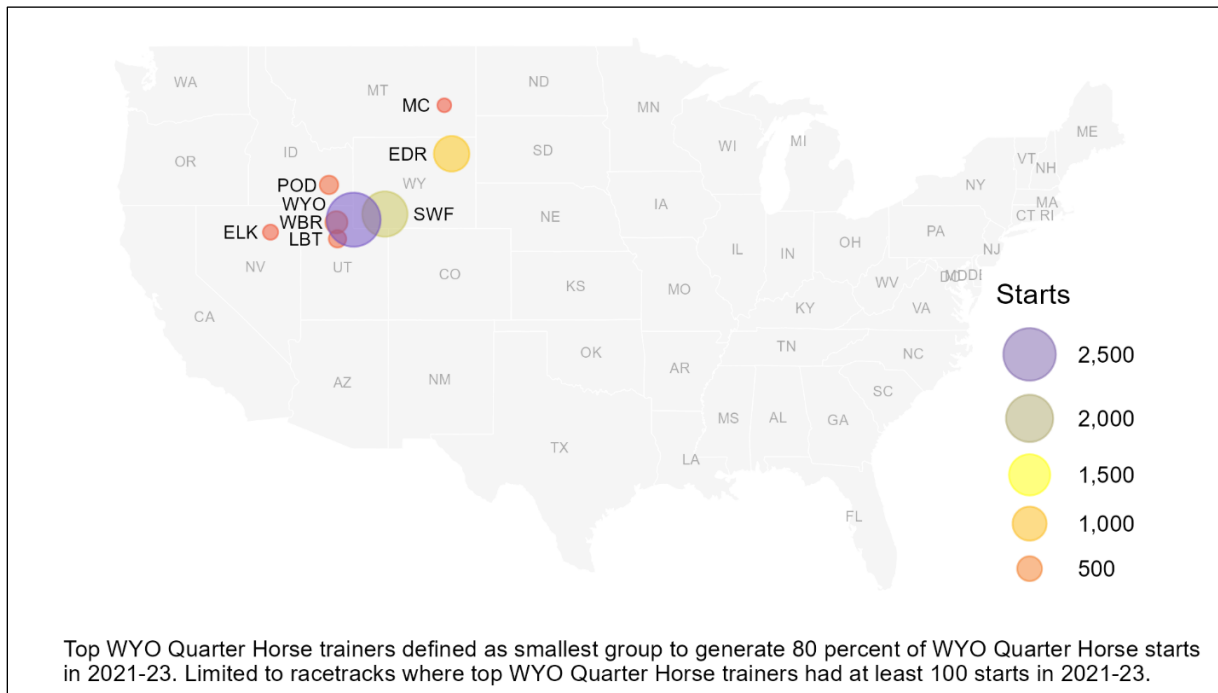 WA
MT
ND
MC
MN
ME
OR
ID
EDR
SD
WI
MI
VT
NH
NY
POD
WY
MA
WYO
SWF
CT RI
WBR
NE
IA
PA
ELK
LBT
IL
IN
OH
NJ
NV
UT
CO
WV
KS
MO
KY
VA
CA
Starts
TN
2,500
OK
NC
AZ
NM
AR
SC
2,000
MS
AL
GA
TX
LA
1,500
FL
1,000
500
Top WYO Quarter Horse trainers defined as smallest group to generate 80 percent of WYO Quarter Horse starts
in 2021-23. Limited to racetracks where top WYO Quarter Horse trainers had at least 100 starts in 2021-23.